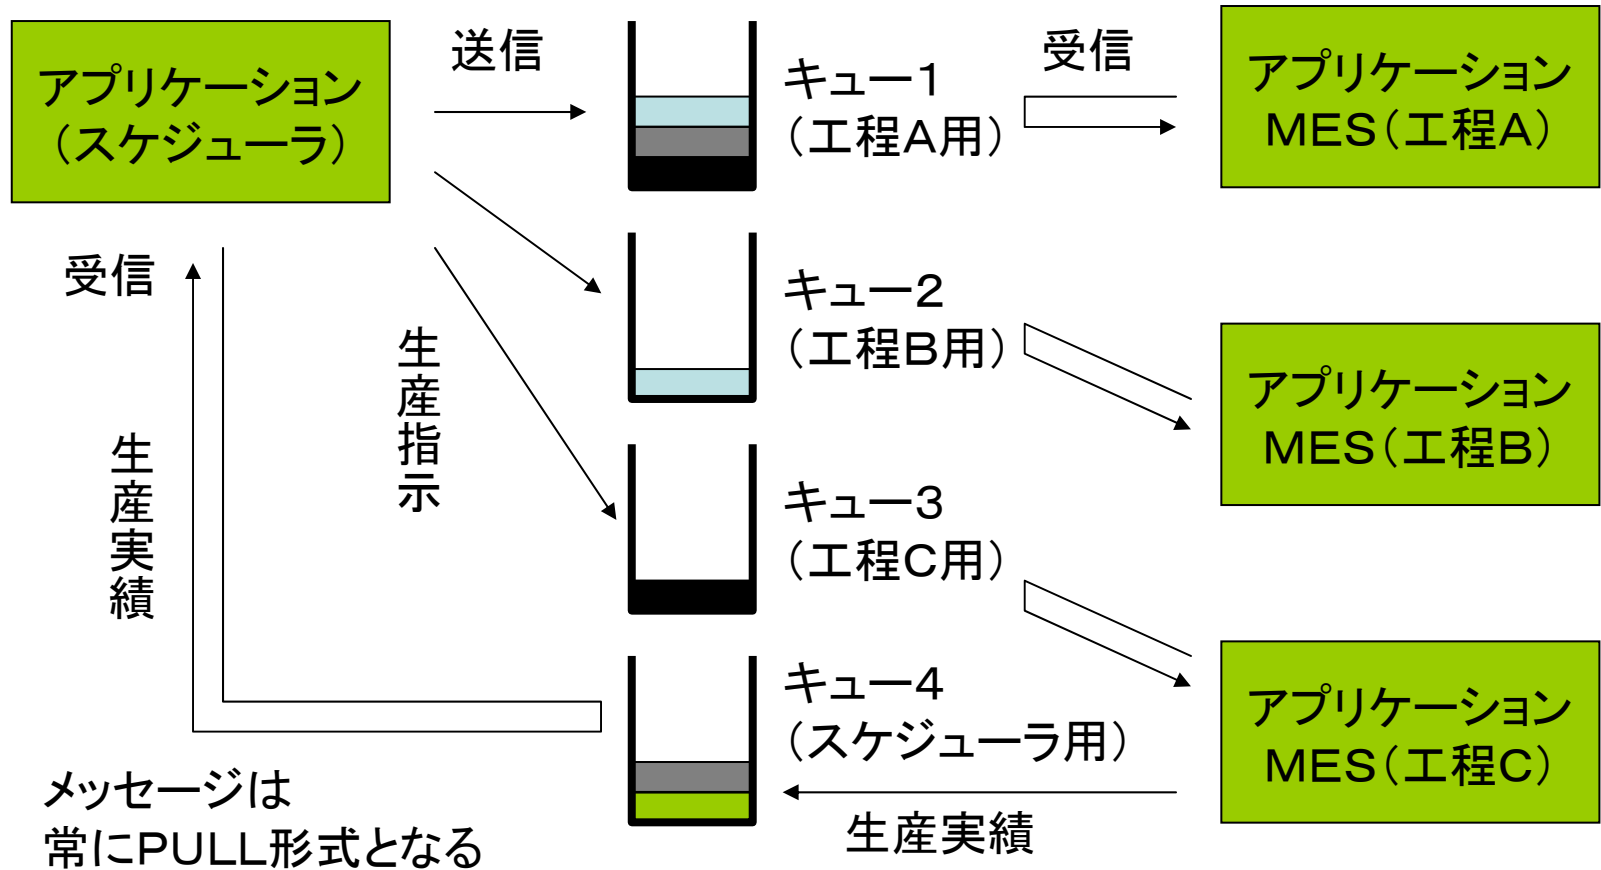 アプリケーション
（スケジューラ）
送信
キュー１
（工程Ａ用）
受信
アプリケーション
ＭＥＳ（工程Ａ）
受信
生産実績
生産指示
キュー２
（工程Ｂ用）
アプリケーション
ＭＥＳ（工程Ｂ）
キュー３
（工程Ｃ用）
キュー４
（スケジューラ用）
アプリケーション
ＭＥＳ（工程Ｃ）
生産実績
メッセージは
常にＰＵＬＬ形式となる